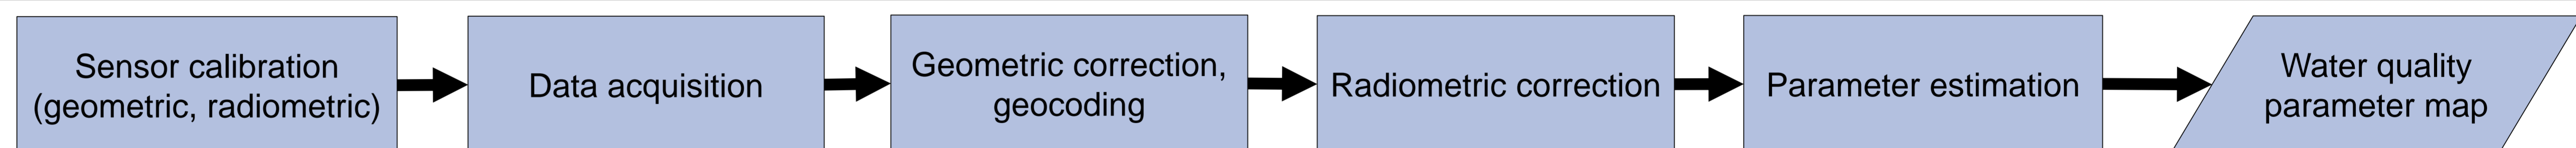 Sensor calibration
(geometric, radiometric)
Data acquisition
Geometric correction,
geocoding
Radiometric correction
Parameter estimation
Water quality
parameter map